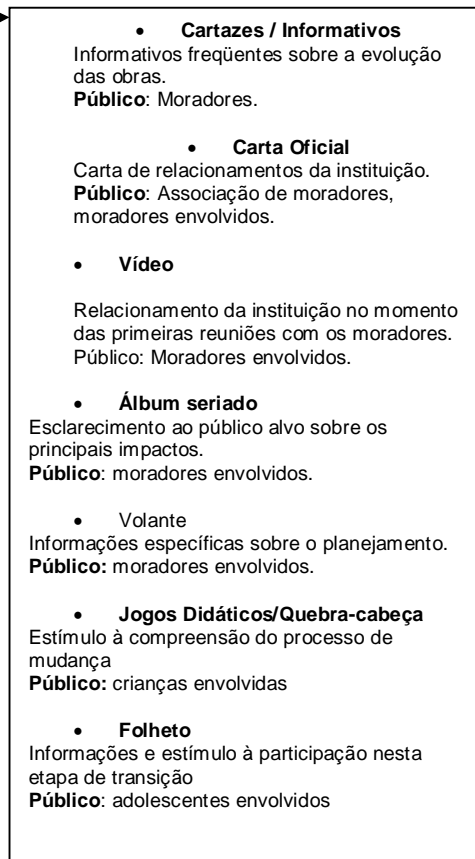 • Cartazes / Informativos
Informativos freqüentes sobre a evolução
das obras.
Público: Moradores.
• Carta Oficial
Carta de relacionamentos da instituição.
Público: Associação de moradores,
moradores envolvidos.
• Vídeo
Relacionamento da instituição no momento
das primeiras reuniões com os moradores.
Público: Moradores envolvidos.
• Álbum seriado
Esclarecimento ao público alvo sobre os
principais impactos.
Público: moradores envolvidos.
• Volante
Informações específicas sobre o planejamento.
Público: moradores envolvidos.
• Jogos Didáticos/Quebra-cabeça
Estímulo à compreensão do processo de
mudança
Público: crianças envolvidas
• Folheto
Informações e estímulo à participação nesta
etapa de transição
Público: adolescentes envolvidos